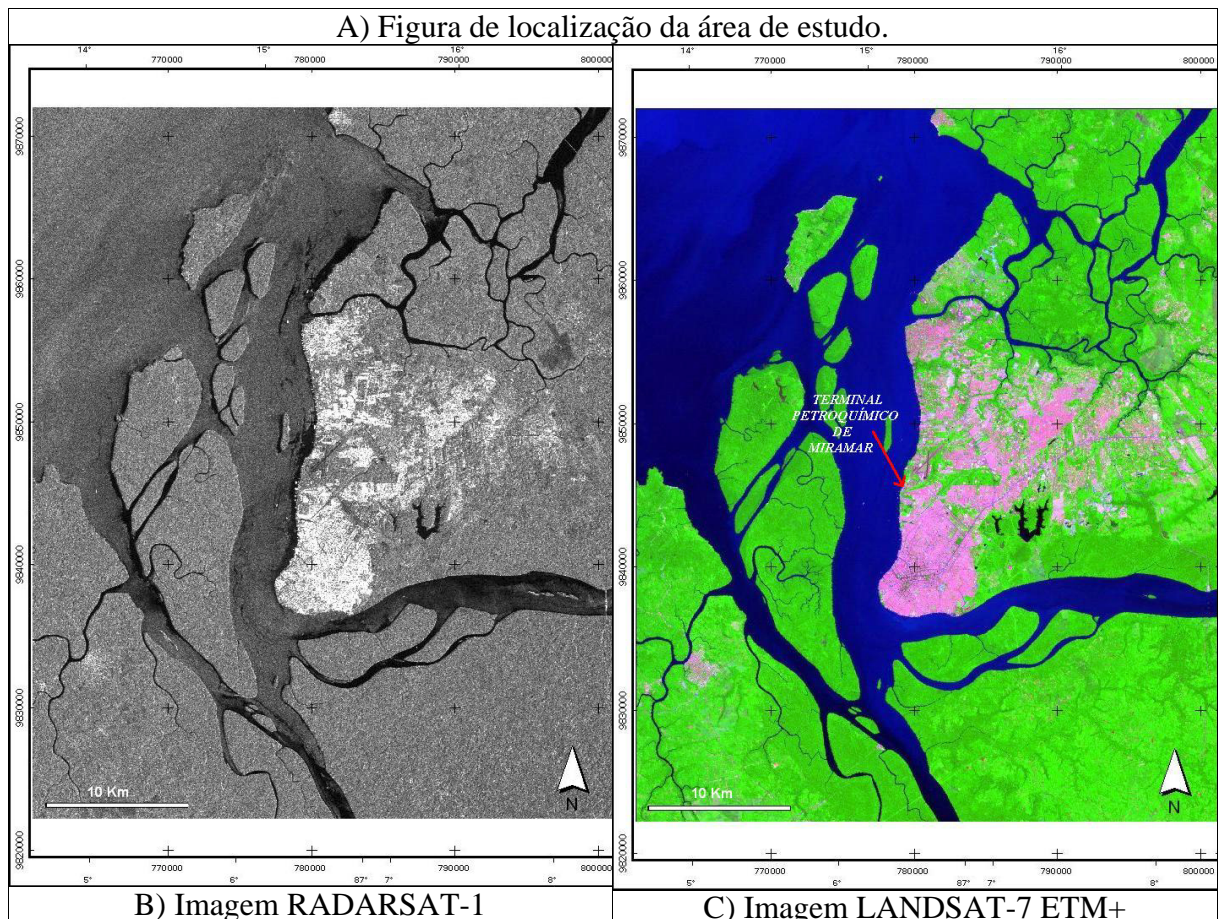 A) Figura de localização da área de estudo.
14° 15° 16°
770000 780000 790000 800000
9870000
9860000
9850000
9840000
9830000
9820000
10 Km
N
770000 780000 790000 800000
5° 6° 87° 7° 8°
B) Imagem RADARSAT-1
14° 15° 16°
770000 780000 790000 800000
9870000
9860000
9850000
9840000
9830000
9820000
TERMINAL
PETROQUÍMICO
DE
MIRAMAR
10 Km
N
770000 780000 790000 800000
5° 6° 87° 7° 8°
C) Imagem LANDSAT-7 ETM+